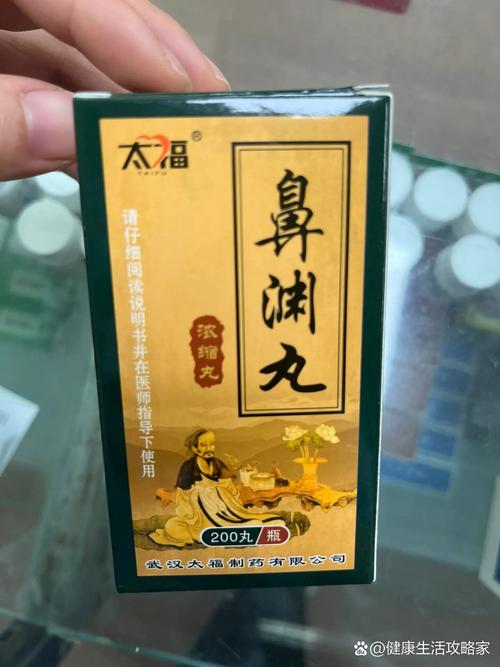 太福®
TAIFU
鼻渊丸
浓缩丸
请仔细阅读说明书并在医师指导下使用
200丸/瓶
武汉太福制药有限公司
@健康生活攻略家